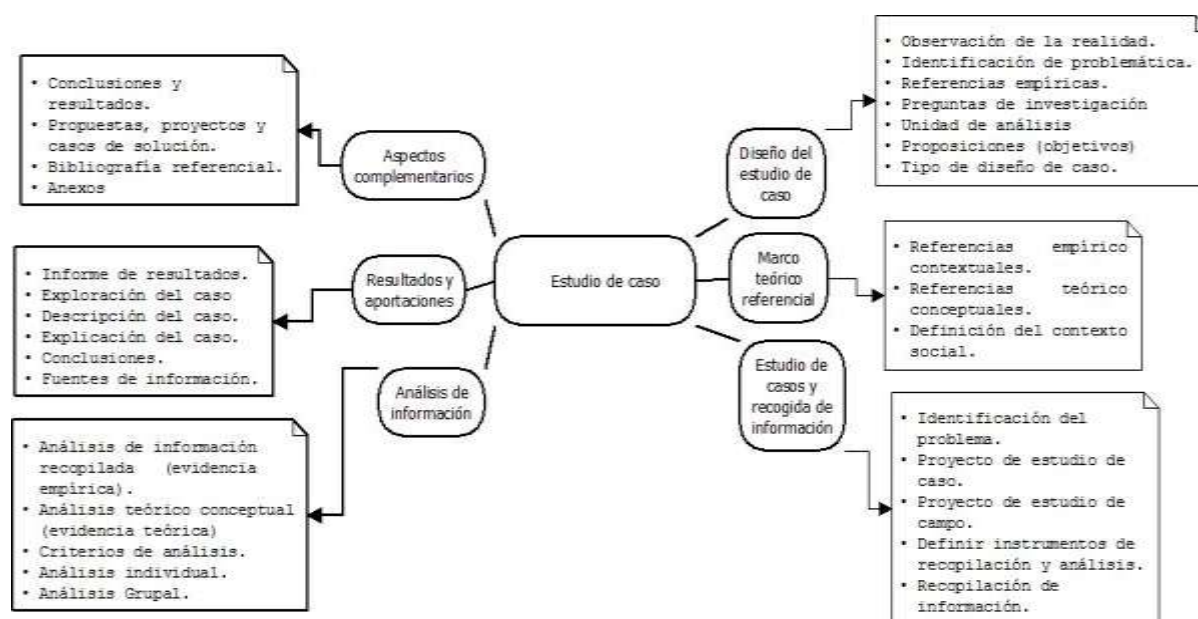 • Conclusiones y
resultados.
• Propuestas, proyectos y
casos de solución.
• Bibliografía referencial.
• Anexos
Aspectos
complementarios
• Informe de resultados.
• Exploración del caso
• Descripción del caso.
• Explicación del caso.
• Conclusiones.
• Fuentes de información.
Resultados y
aportaciones
• Análisis de información
recopilada (evidencia
empírica).
• Análisis teórico conceptual
(evidencia teórica)
• Criterios de análisis.
• Análisis individual.
• Análisis Grupal.
Análisis de
información
Estudio de caso
Diseño del
estudio de
caso
• Observación de la realidad.
• Identificación de problemática.
• Referencias empíricas.
• Preguntas de investigación
• Unidad de análisis
• Proposiciones (objetivos)
• Tipo de diseño de caso.
Marco
teórico
referencial
• Referencias empírico
contextuales.
• Referencias teórico
conceptuales.
• Definición del contexto
social.
Estudio de
casos y
recogida de
información
• Identificación del
problema.
• Proyecto de estudio de
caso.
• Proyecto de estudio de
campo.
• Definir instrumentos de
recopilación y análisis.
• Recopilación de
información.